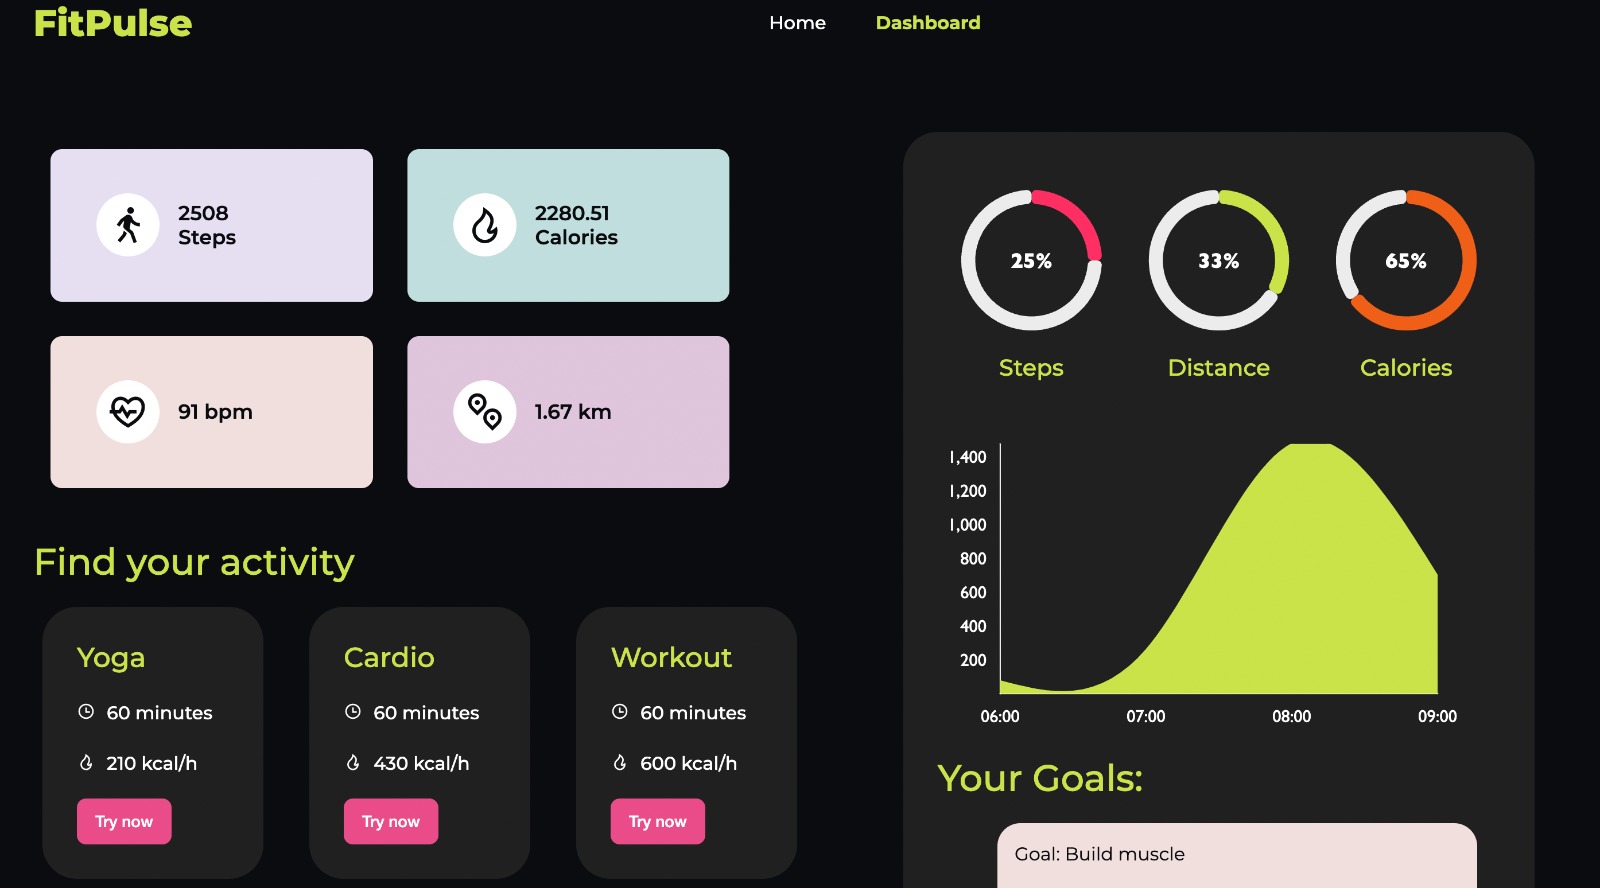 FitPulse
Home
Dashboard
2508
Steps
2280.51
Calories
91 bpm
1.67 km
Find your activity
Yoga
60 minutes
210 kcal/h
Try now
Cardio
60 minutes
430 kcal/h
Try now
Workout
60 minutes
600 kcal/h
Try now
25%
33%
65%
Steps
Distance
Calories
1,400
1,200
1,000
800
600
400
200
06:00
07:00
08:00
09:00
Your Goals:
Goal: Build muscle